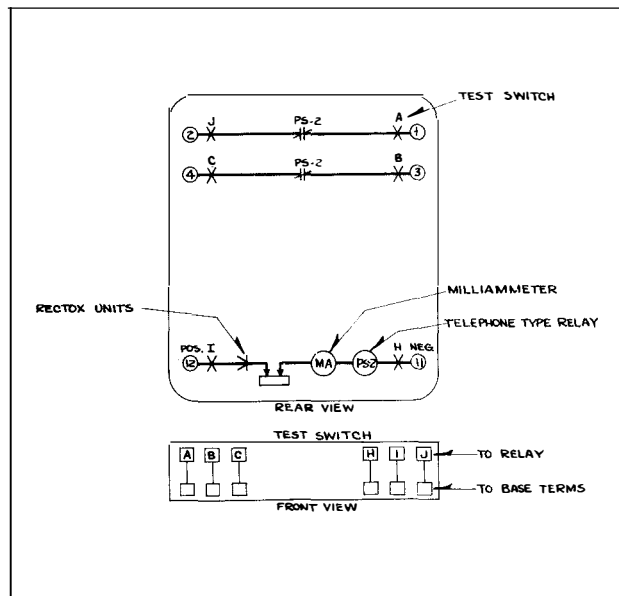 TEST SWITCH
J PS-2 A
2 1
C PS-2 B
4 3
MILLIAMMETER
RECTOX UNITS
TELEPHONE TYPE RELAY
POS. I H NEG
12 MA PS2 11
REAR VIEW
TEST SWITCH
A B C H I J
TO RELAY
TO BASE TERMS
FRONT VIEW